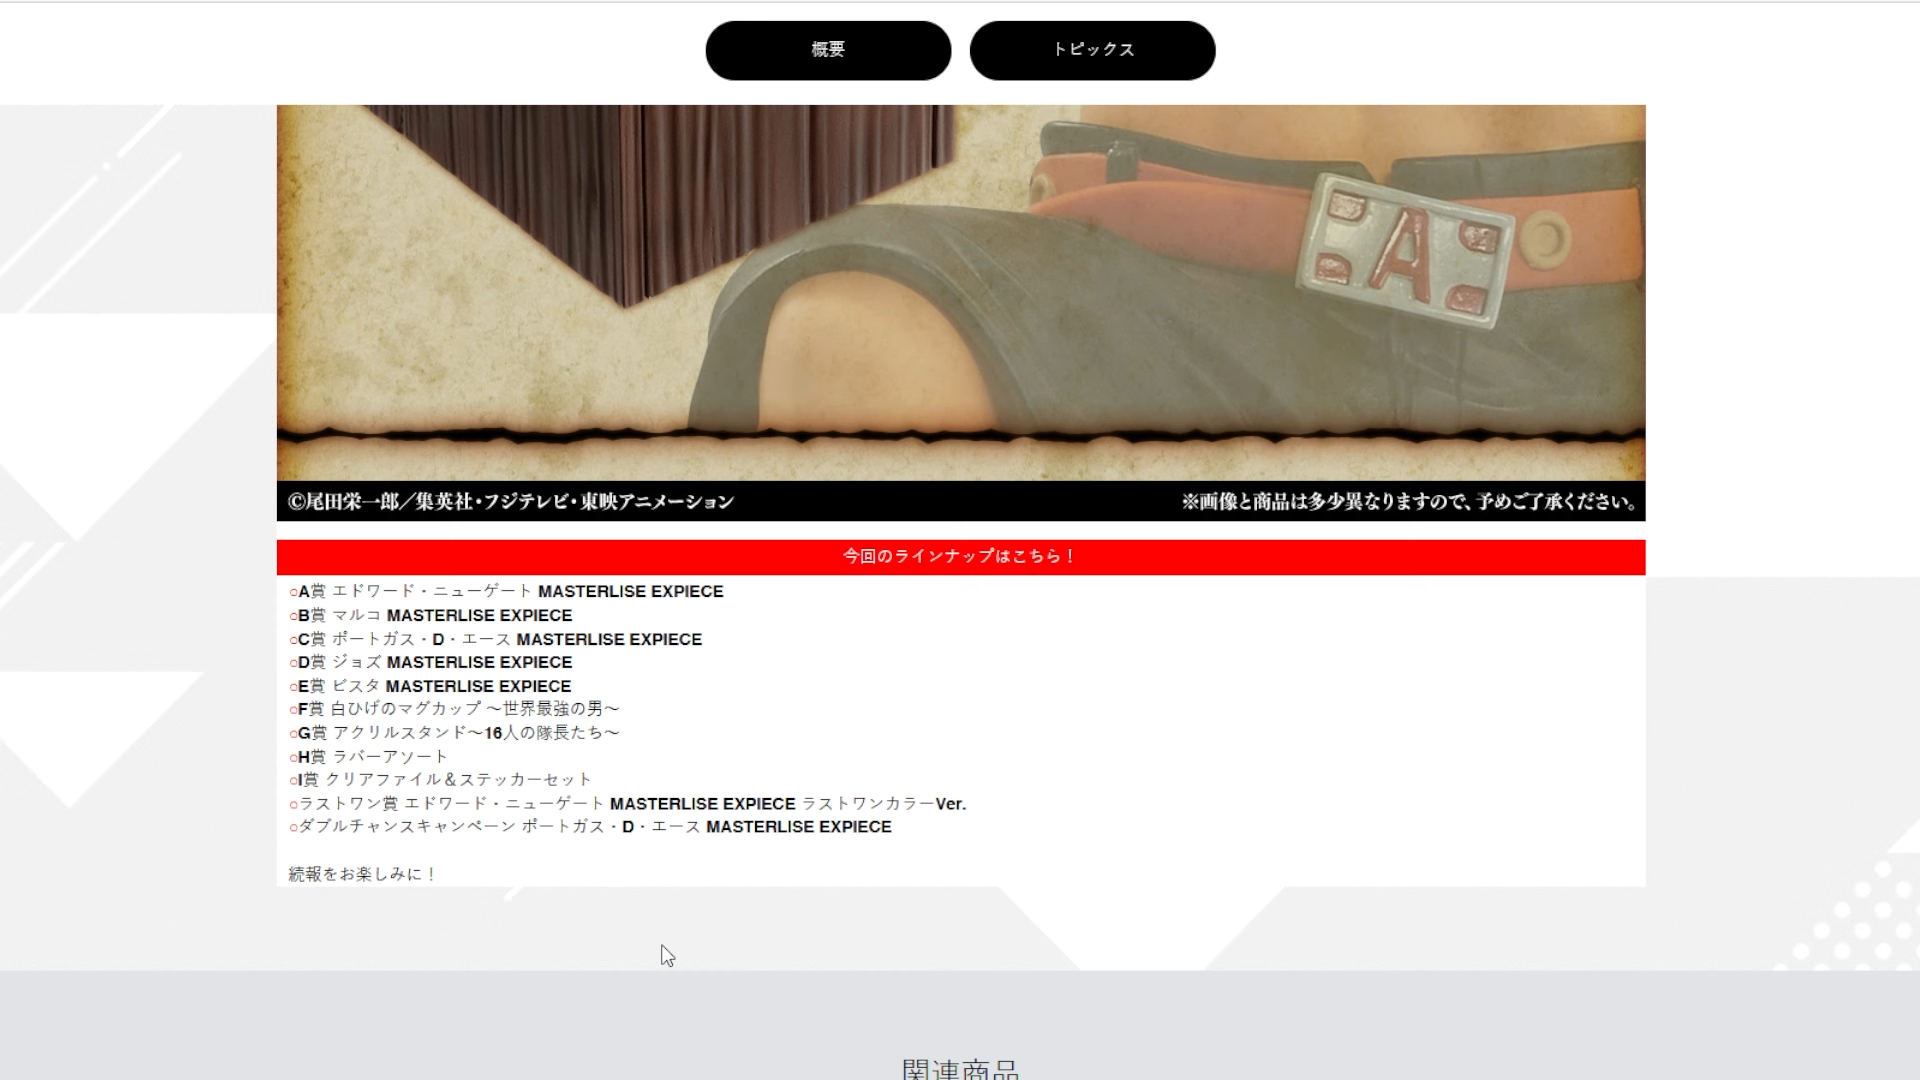 概要
トピックス
A
©尾田栄一郎／集英社・フジテレビ・東映アニメーション
※画像と商品は多少異なりますので、予めご了承ください。
今回のラインナップはこちら！
○A賞 エドワード・ニューゲート MASTERLISE EXPIECE
○B賞 マルコ MASTERLISE EXPIECE
○C賞 ポートガス・D・エース MASTERLISE EXPIECE
○D賞 ジョズ MASTERLISE EXPIECE
○E賞 ビスタ MASTERLISE EXPIECE
○F賞 白ひげのマグカップ ～世界最強の男～
○G賞 アクリルスタンド～16人の隊長たち～
○H賞 ラバーアソート
○I賞 クリアファイル＆ステッカーセット
○ラストワン賞 エドワード・ニューゲート MASTERLISE EXPIECE ラストワンカラーVer.
○ダブルチャンスキャンペーン ポートガス・D・エース MASTERLISE EXPIECE
続報をお楽しみに！
関連商品